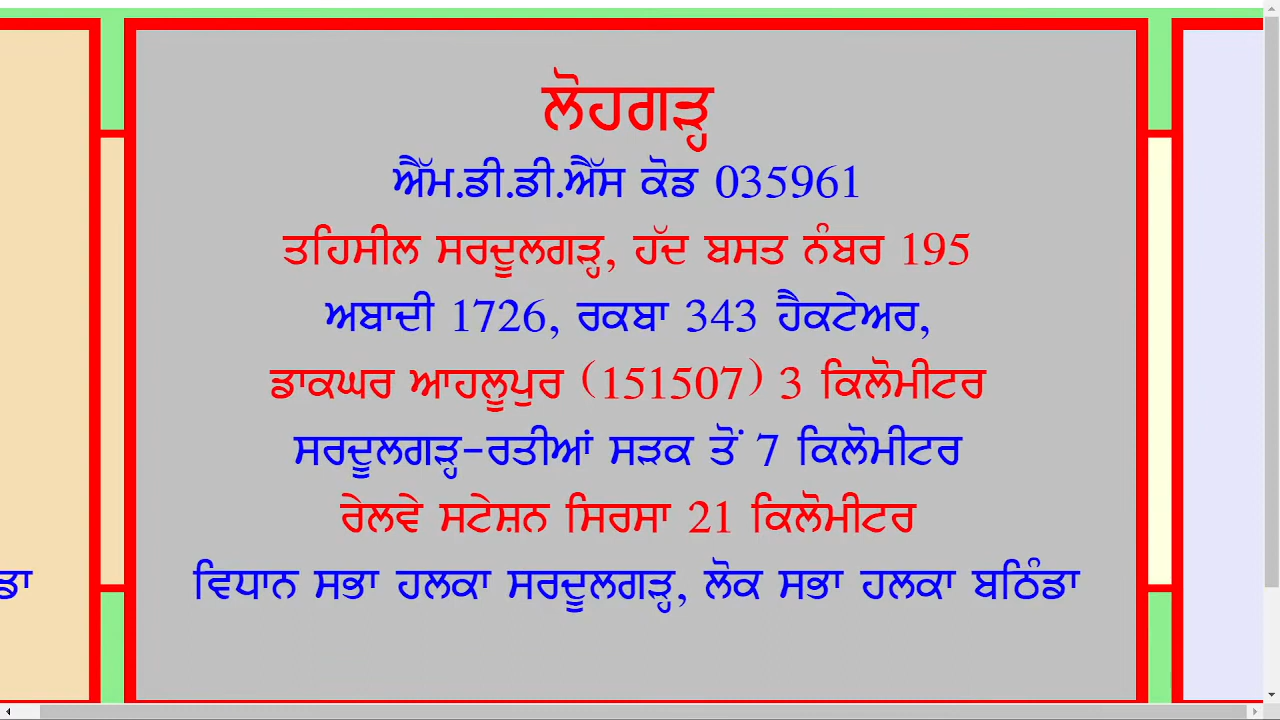 ਲੋਹਗੜ੍ਹ
ਐੱਮ.ਡੀ.ਡੀ.ਐੱਸ ਕੋਡ 035961
ਤਹਿਸੀਲ ਸਰਦੂਲਗੜ੍ਹ, ਹੱਦ ਬਸਤ ਨੰਬਰ 195
ਅਬਾਦੀ 1726, ਰਕਬਾ 343 ਹੈਕਟੇਅਰ,
ਡਾਕਘਰ ਆਹਲੂਪੁਰ (151507) 3 ਕਿਲੋਮੀਟਰ
ਸਰਦੂਲਗੜ੍ਹ-ਰਤੀਆਂ ਸੜਕ ਤੋਂ 7 ਕਿਲੋਮੀਟਰ
ਰੇਲਵੇ ਸਟੇਸ਼ਨ ਸਿਰਸਾ 21 ਕਿਲੋਮੀਟਰ
ਵਿਧਾਨ ਸਭਾ ਹਲਕਾ ਸਰਦੂਲਗੜ੍ਹ, ਲੋਕ ਸਭਾ ਹਲਕਾ ਬਠਿੰਡਾ